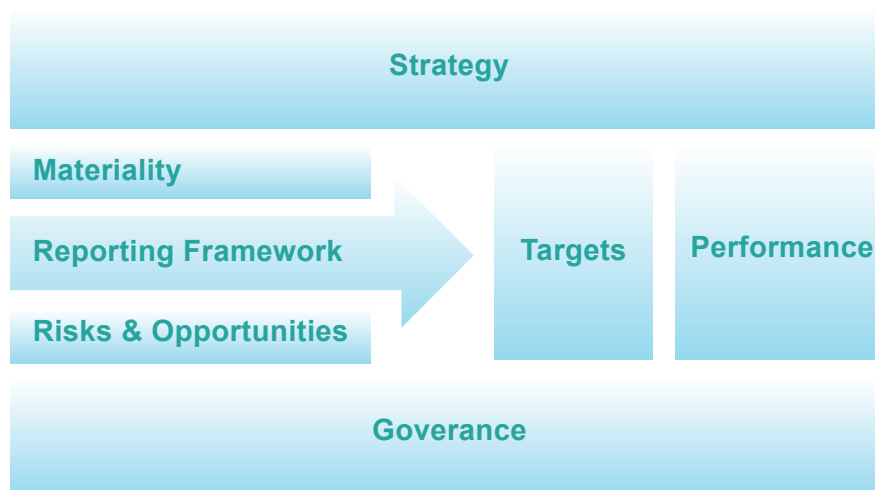 Strategy
Materiality
Reporting Framework
Targets
Performance
Risks & Opportunities
Goverance